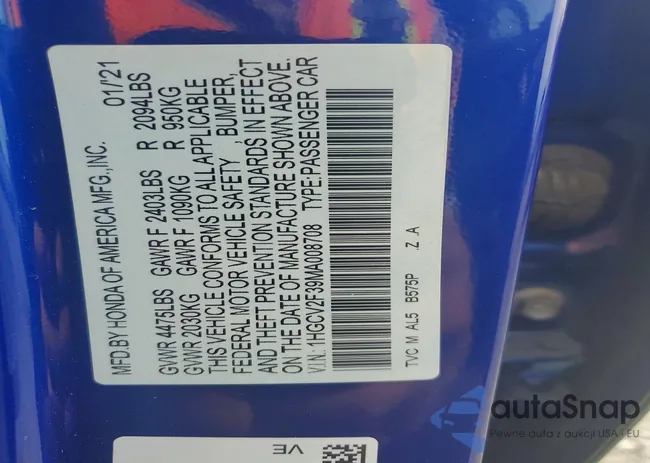 MFD.BY HONDA OF AMERICA MFG.,INC. 01/'21
GVWR 4475LBS GAWR F 2403LBS R 2094LBS
GVWR 2030KG GAWR F 1090KG R 950KG
THIS VEHICLE CONFORMS TO ALL APPLICABLE
FEDERAL MOTOR VEHICLE SAFETY , BUMPER,
AND THEFT PREVENTION STANDARDS IN EFFECT
ON THE DATE OF MANUFACTURE SHOWN ABOVE.
V.I.N.: 1HGCV2F39MA008708 TYPE:PASSENGER CAR
TVC M AL5 B575P Z A
VE
autaSnap
Pewne auta z aukcji USA i EU